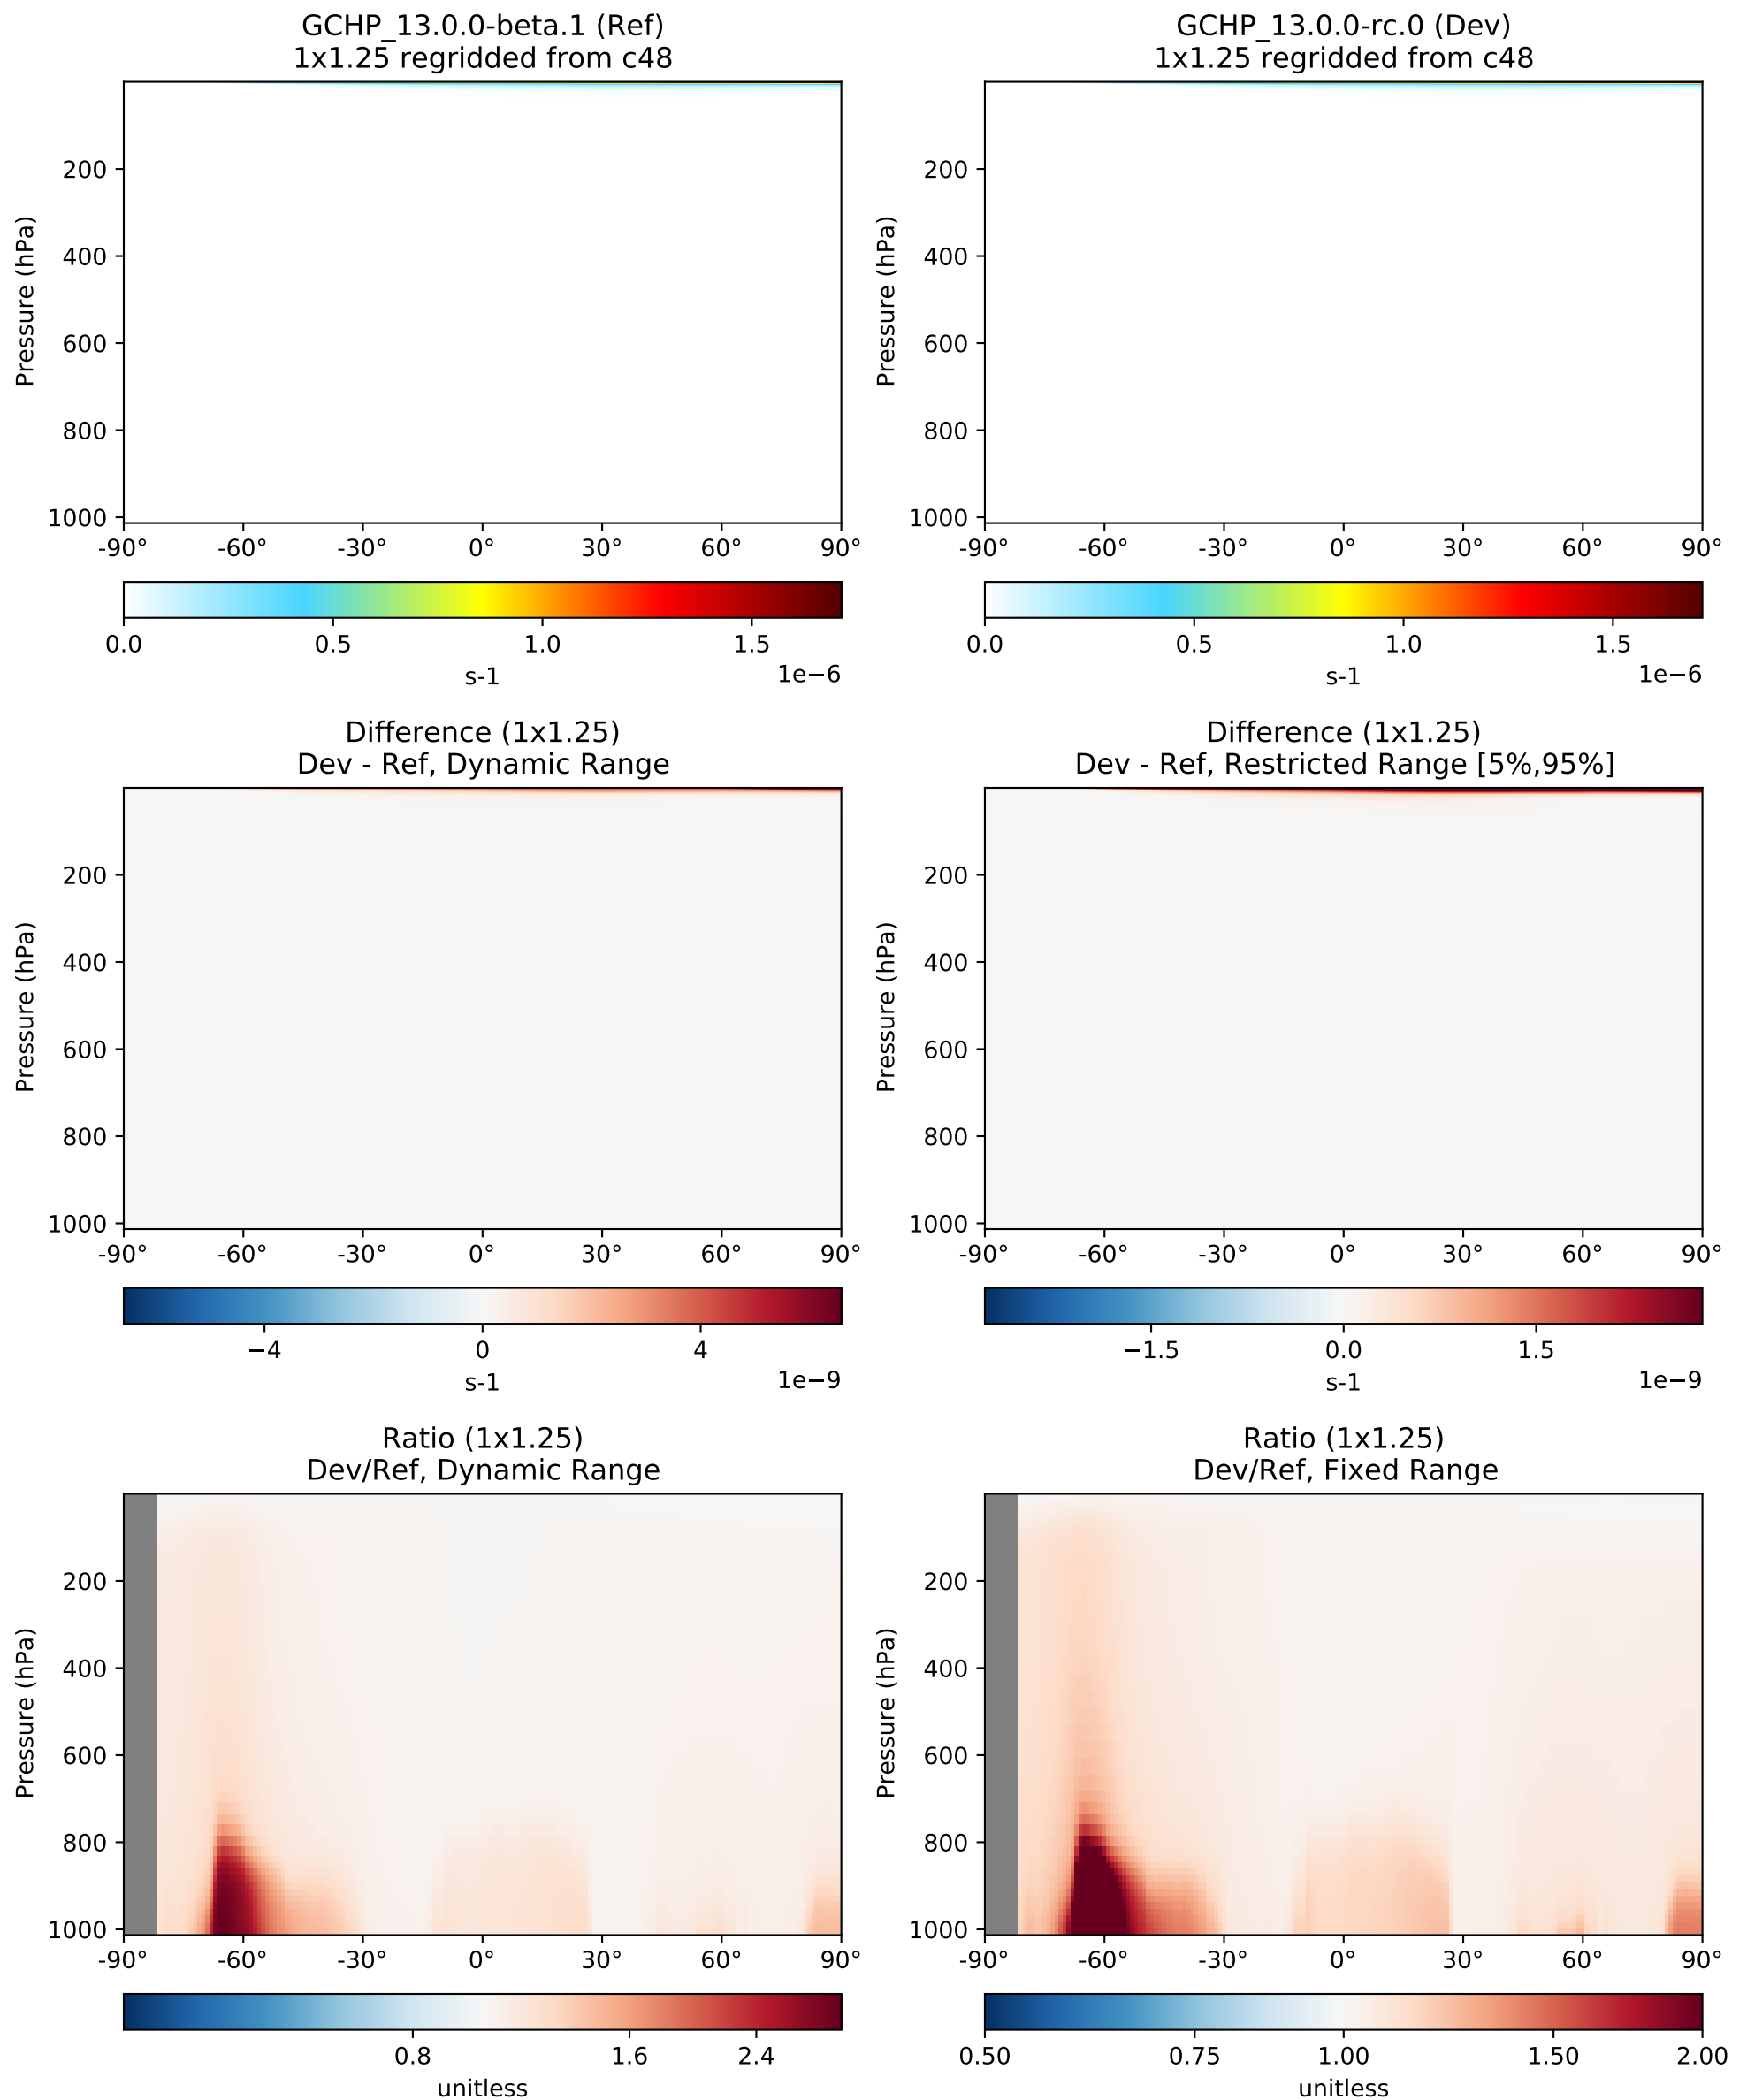 GCHP_13.0.0-beta.1 (Ref)
1x1.25 regridded from c48
Pressure (hPa)
200
400
600
800
1000
-90° -60° -30° 0° 30° 60° 90°
0.0 0.5 1.0 1.5
1e−6
s-1
GCHP_13.0.0-rc.0 (Dev)
1x1.25 regridded from c48
Pressure (hPa)
200
400
600
800
1000
-90° -60° -30° 0° 30° 60° 90°
0.0 0.5 1.0 1.5
1e−6
s-1
Difference (1x1.25)
Dev - Ref, Dynamic Range
Pressure (hPa)
200
400
600
800
1000
-90° -60° -30° 0° 30° 60° 90°
−4 0 4
1e−9
s-1
Difference (1x1.25)
Dev - Ref, Restricted Range [5%,95%]
Pressure (hPa)
200
400
600
800
1000
-90° -60° -30° 0° 30° 60° 90°
−1.5 0.0 1.5
1e−9
s-1
Ratio (1x1.25)
Dev/Ref, Dynamic Range
Pressure (hPa)
200
400
600
800
1000
-90° -60° -30° 0° 30° 60° 90°
0.8 1.6 2.4
unitless
Ratio (1x1.25)
Dev/Ref, Fixed Range
Pressure (hPa)
200
400
600
800
1000
-90° -60° -30° 0° 30° 60° 90°
0.50 0.75 1.00 1.50 2.00
unitless